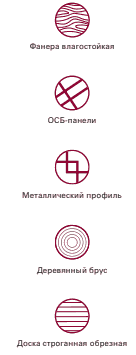 Фанера влагостойкая
ОСБ-панели
Металлический профиль
Деревянный брус
Доска строганная обрезная